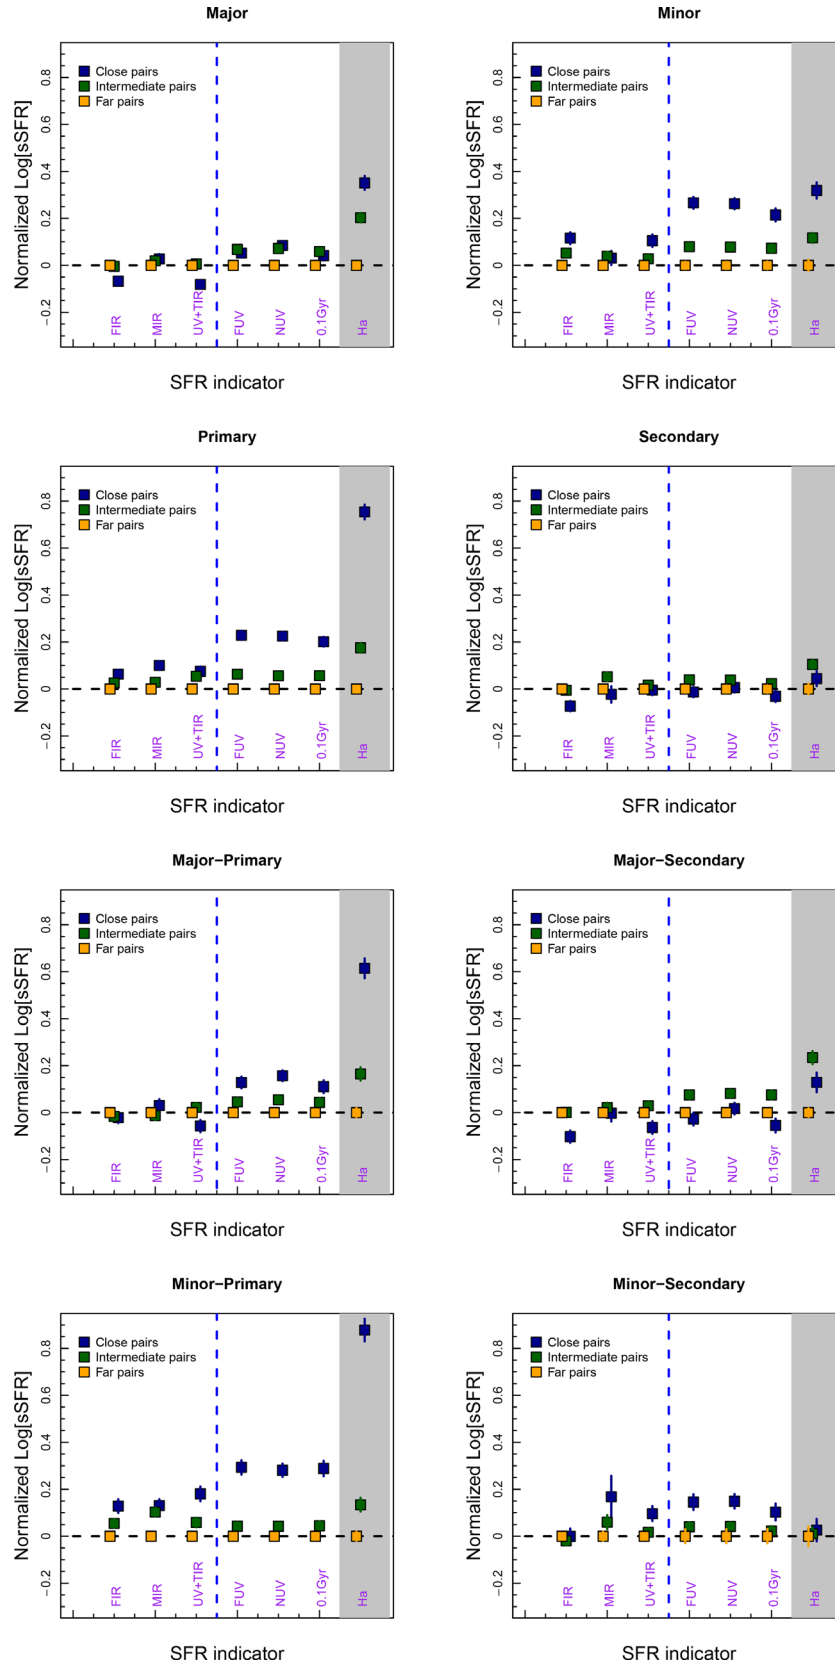 Major
Normalized Log[sSFR]
−0.2 0 0.2 0.4 0.6 0.8
Close pairs
Intermediate pairs
Far pairs
FIR MIR UV+TIR FUV NUV 0.1Gyr Ha
SFR indicator
Minor
Normalized Log[sSFR]
−0.2 0 0.2 0.4 0.6 0.8
Close pairs
Intermediate pairs
Far pairs
FIR MIR UV+TIR FUV NUV 0.1Gyr Ha
SFR indicator
Primary
Normalized Log[sSFR]
−0.2 0 0.2 0.4 0.6 0.8
Close pairs
Intermediate pairs
Far pairs
FIR MIR UV+TIR FUV NUV 0.1Gyr Ha
SFR indicator
Secondary
Normalized Log[sSFR]
−0.2 0 0.2 0.4 0.6 0.8
Close pairs
Intermediate pairs
Far pairs
FIR MIR UV+TIR FUV NUV 0.1Gyr Ha
SFR indicator
Major−Primary
Normalized Log[sSFR]
−0.2 0 0.2 0.4 0.6 0.8
Close pairs
Intermediate pairs
Far pairs
FIR MIR UV+TIR FUV NUV 0.1Gyr Ha
SFR indicator
Major−Secondary
Normalized Log[sSFR]
−0.2 0 0.2 0.4 0.6 0.8
Close pairs
Intermediate pairs
Far pairs
FIR MIR UV+TIR FUV NUV 0.1Gyr Ha
SFR indicator
Minor−Primary
Normalized Log[sSFR]
−0.2 0 0.2 0.4 0.6 0.8
Close pairs
Intermediate pairs
Far pairs
FIR MIR UV+TIR FUV NUV 0.1Gyr Ha
SFR indicator
Minor−Secondary
Normalized Log[sSFR]
−0.2 0 0.2 0.4 0.6 0.8
Close pairs
Intermediate pairs
Far pairs
FIR MIR UV+TIR FUV NUV 0.1Gyr Ha
SFR indicator